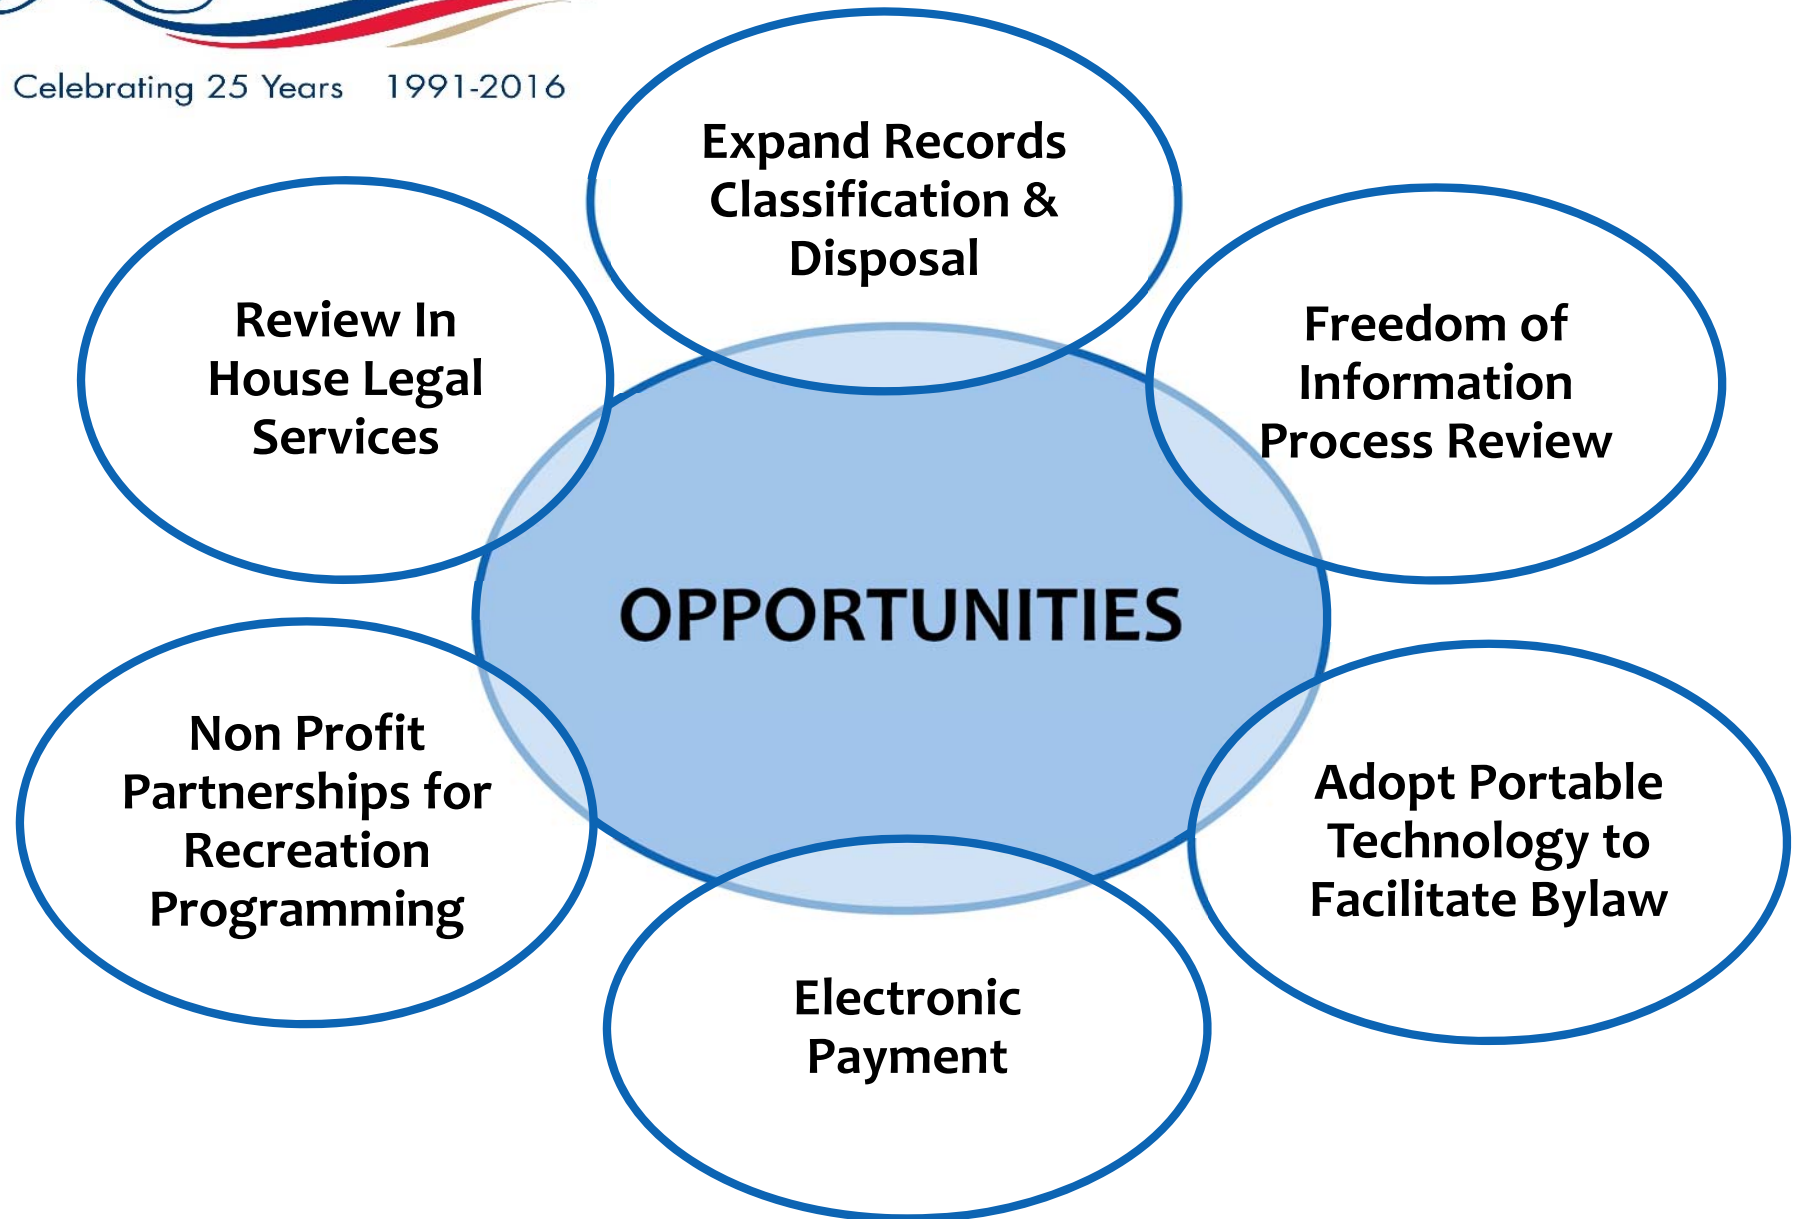 Celebrating 25 Years 1991-2016
Expand Records
Classification &
Disposal
Review In
House Legal
Services
Freedom of
Information
Process Review
OPPORTUNITIES
Non Profit
Partnerships for
Recreation
Programming
Adopt Portable
Technology to
Facilitate Bylaw
Electronic
Payment